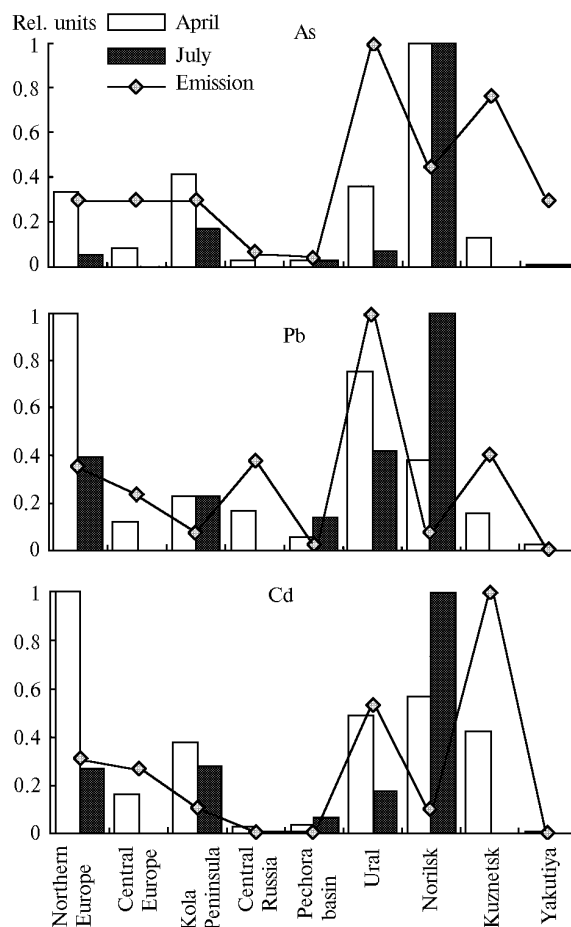 Rel. units
April
July
Emission
As
1
0.8
0.6
0.4
0.2
0
Pb
1
0.8
0.6
0.4
0.2
0
Cd
1
0.8
0.6
0.4
0.2
0
Northern
Europe
Central
Europe
Kola
Peninsula
Central
Russia
Pechora
basin
Ural
Norilsk
Kuznetsk
Yakutiya